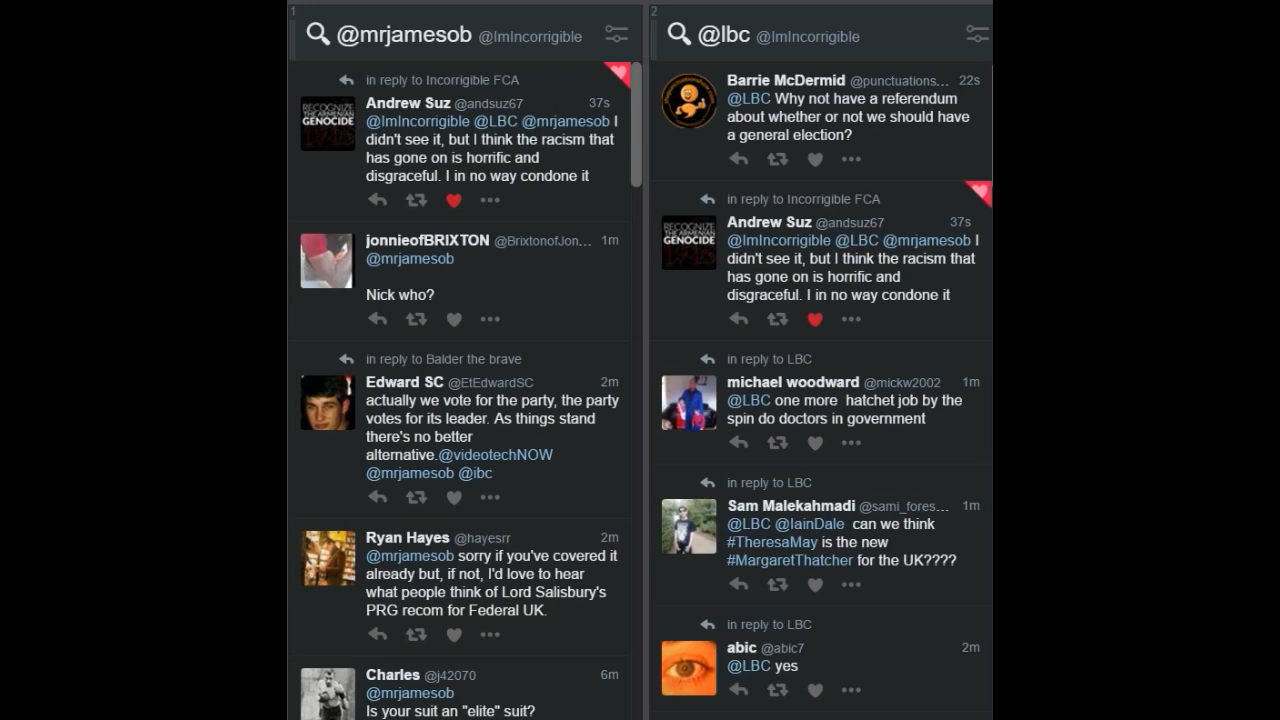 1
@mrjamesob @ImIncorrigible
in reply to Incorrigible FCA
RECOGNIZE
THE ARMENIAN
GENOCIDE
1915
Andrew Suz @andsuz67 37s
@ImIncorrigible @LBC @mrjamesob I
didn't see it, but I think the racism that
has gone on is horrific and
disgraceful. I in no way condone it
jonnieofBRIXTON @BrixtonofJon... 1m
@mrjamesob
Nick who?
in reply to Balder the brave
Edward SC @EtEdwardSC 2m
actually we vote for the party, the party
votes for its leader. As things stand
there's no better
alternative.@videotechNOW
@mrjamesob @ibc
Ryan Hayes @hayesrr 2m
@mrjamesob sorry if you've covered it
already but, if not, I'd love to hear
what people think of Lord Salisbury's
PRG recom for Federal UK.
Charles @j42070 6m
@mrjamesob
Is your suit an "elite" suit?
2
@lbc @ImIncorrigible
Barrie McDermid @punctuations... 22s
@LBC Why not have a referendum
about whether or not we should have
a general election?
in reply to Incorrigible FCA
RECOGNIZE
THE ARMENIAN
GENOCIDE
1915
Andrew Suz @andsuz67 37s
@ImIncorrigible @LBC @mrjamesob I
didn't see it, but I think the racism that
has gone on is horrific and
disgraceful. I in no way condone it
in reply to LBC
michael woodward @mickw2002 1m
@LBC one more hatchet job by the
spin do doctors in government
in reply to LBC
Sam Malekahmadi @sami_fores... 1m
@LBC @IainDale can we think
#TheresaMay is the new
#MargaretThatcher for the UK????
in reply to LBC
abic @abic7 2m
@LBC yes